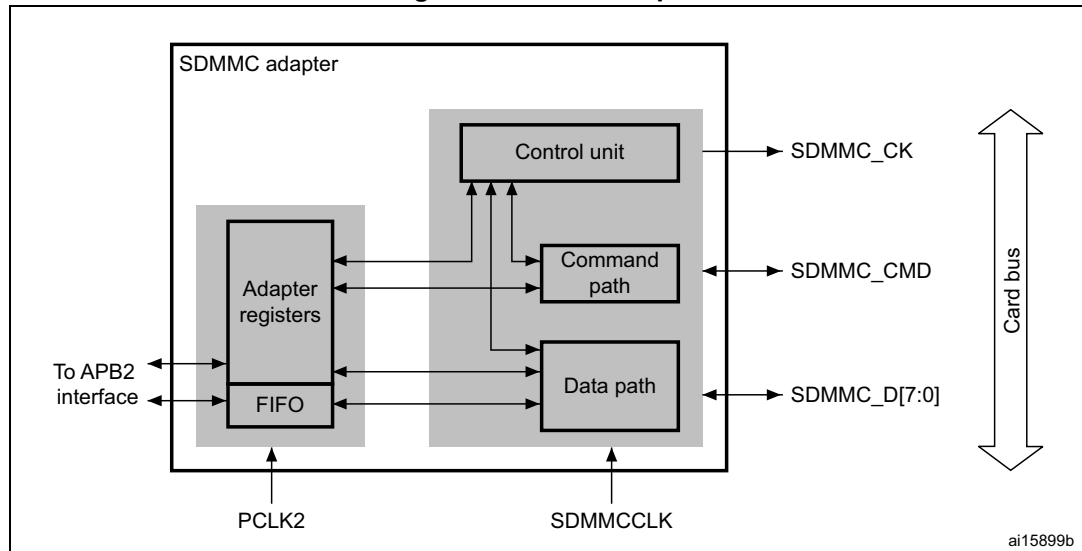 SDMMC adapter
Control unit
SDMMC_CK
Command
path
SDMMC_CMD
Adapter
registers
Card bus
To APB2
interface
FIFO
Data path
SDMMC_D[7:0]
PCLK2
SDMMCCLK
ai15899b